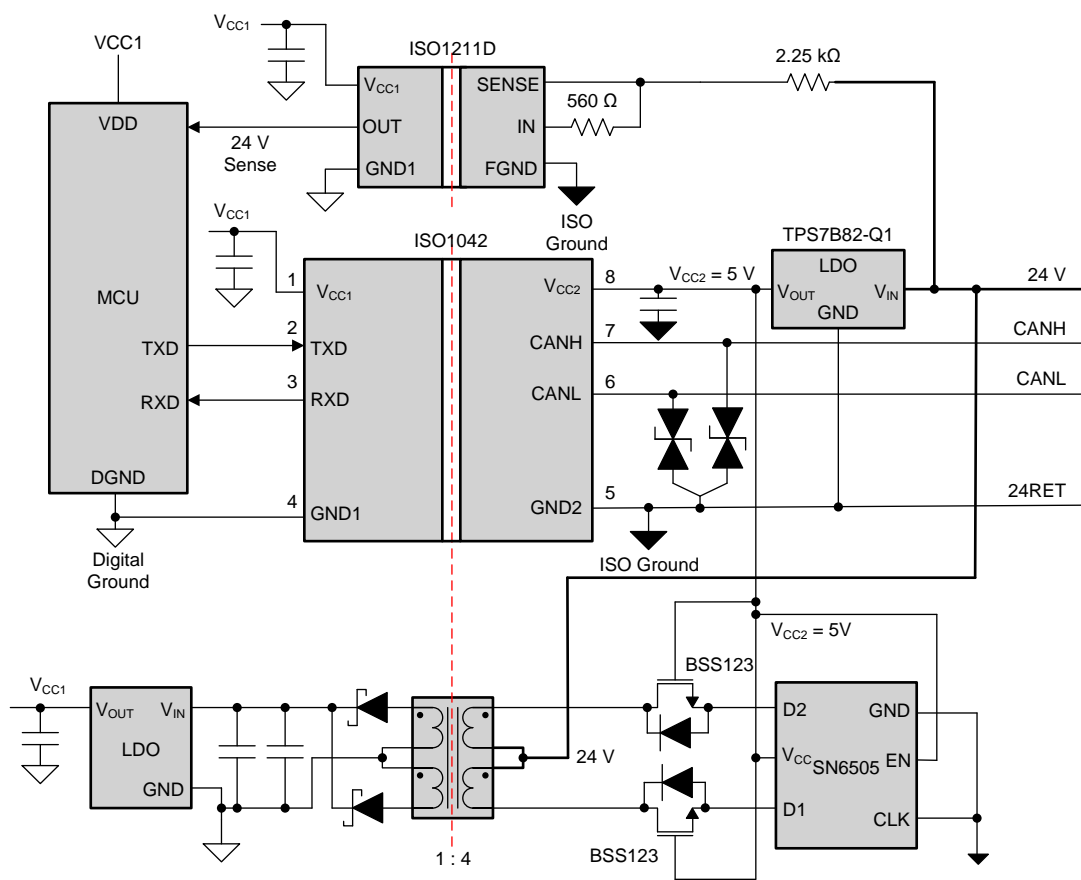 VCC1
VDD
24 V
Sense
MCU
TXD
RXD
DGND
Digital
Ground
VCC1
ISO1211D
VCC1
OUT
GND1
SENSE
IN
FGND
560 Ω
2.25 kΩ
ISO
Ground
VCC1
ISO1042
1
VCC1
2
TXD
3
RXD
4
GND1
VCC2
8
CANH
7
CANL
6
GND2
5
VCC2 = 5 V
TPS7B82-Q1
LDO
VOUT
VIN
GND
24 V
CANH
CANL
24RET
ISO Ground
VCC2 = 5V
VCC1
VOUT
VIN
LDO
GND
1 : 4
24 V
BSS123
BSS123
D2
GND
VCC
SN6505
EN
D1
CLK